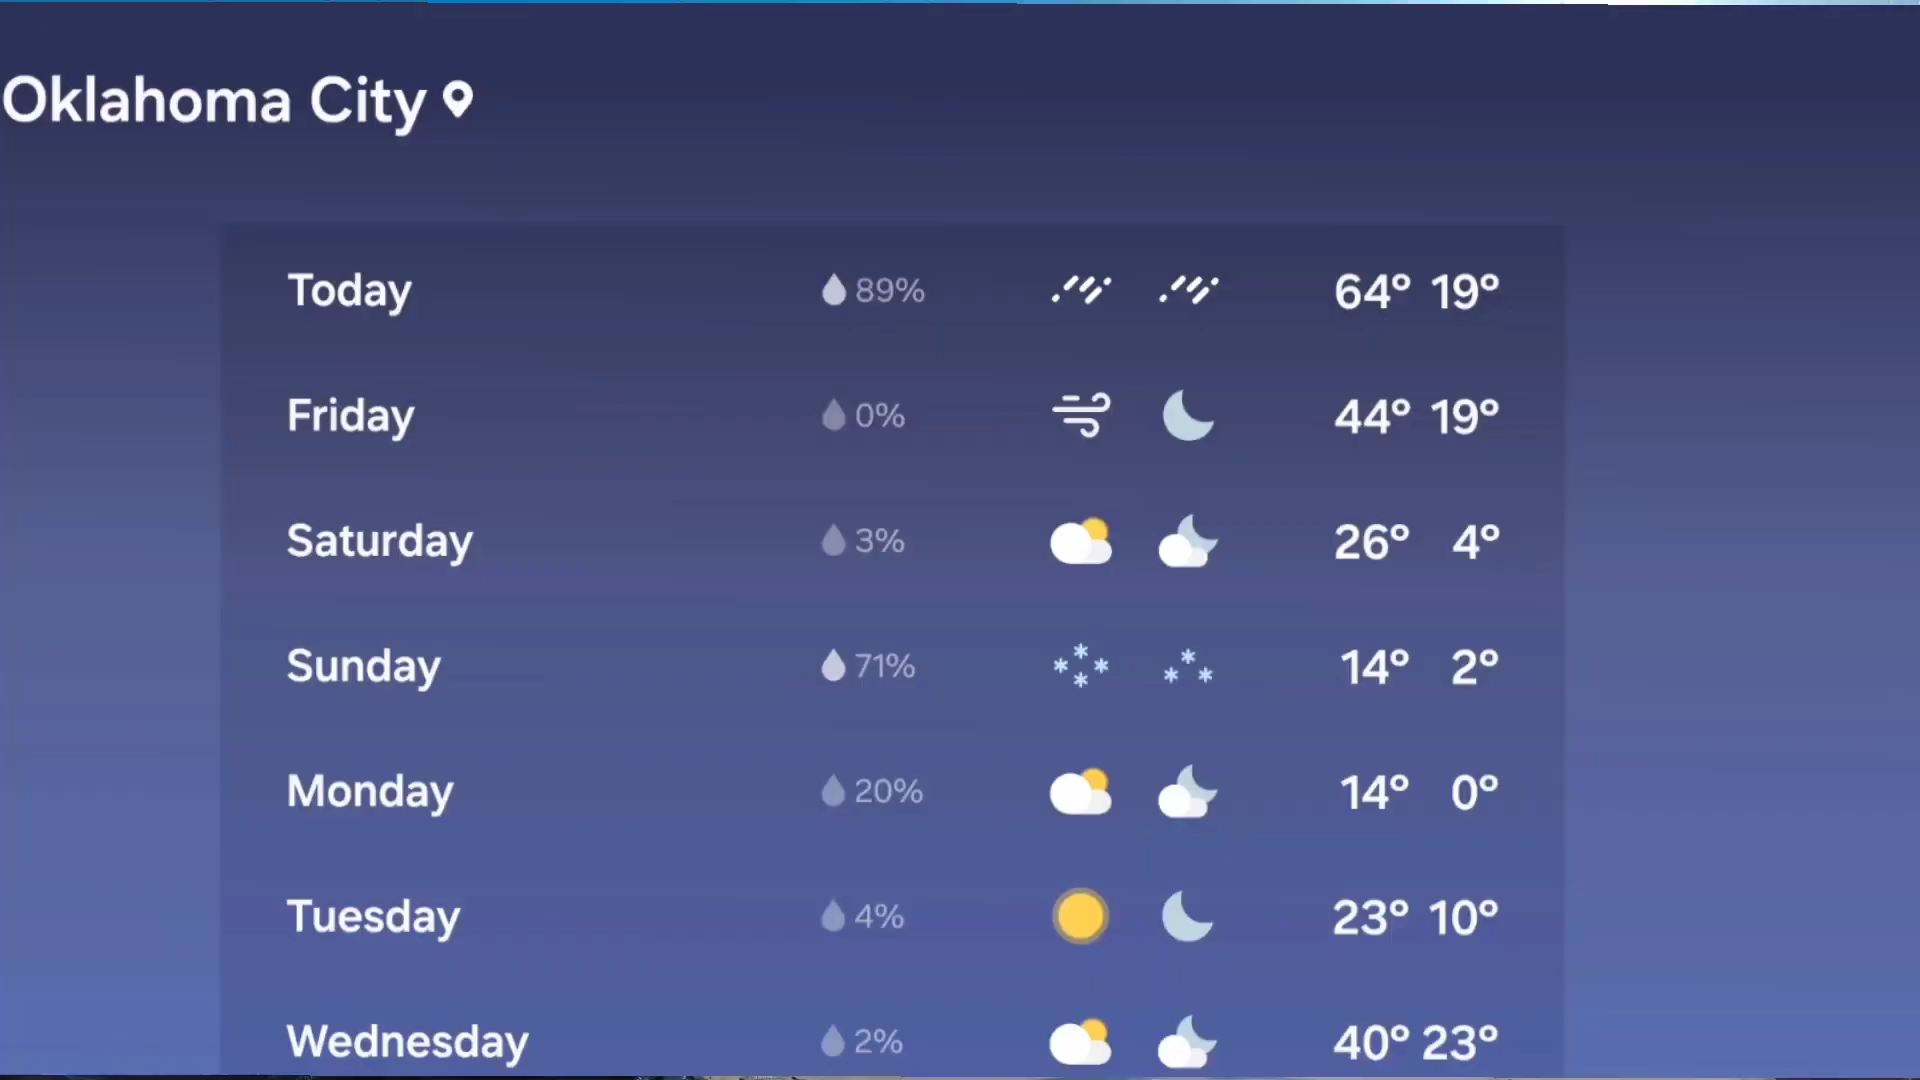 Oklahoma City
Today 89% 64° 19°
Friday 0% 44° 19°
Saturday 3% 26° 4°
Sunday 71% 14° 2°
Monday 20% 14° 0°
Tuesday 4% 23° 10°
Wednesday 2% 40° 23°